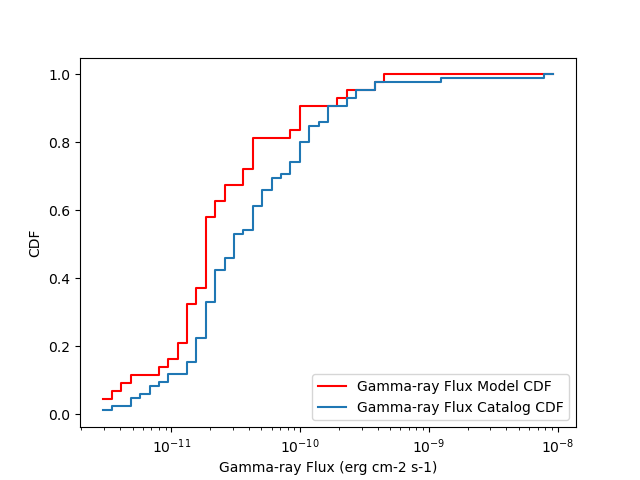 1.0
0.8
0.6
0.4
0.2
0.0
CDF
10⁻¹¹
10⁻¹⁰
10⁻⁹
10⁻⁸
Gamma-ray Flux (erg cm-2 s-1)
Gamma-ray Flux Model CDF
Gamma-ray Flux Catalog CDF